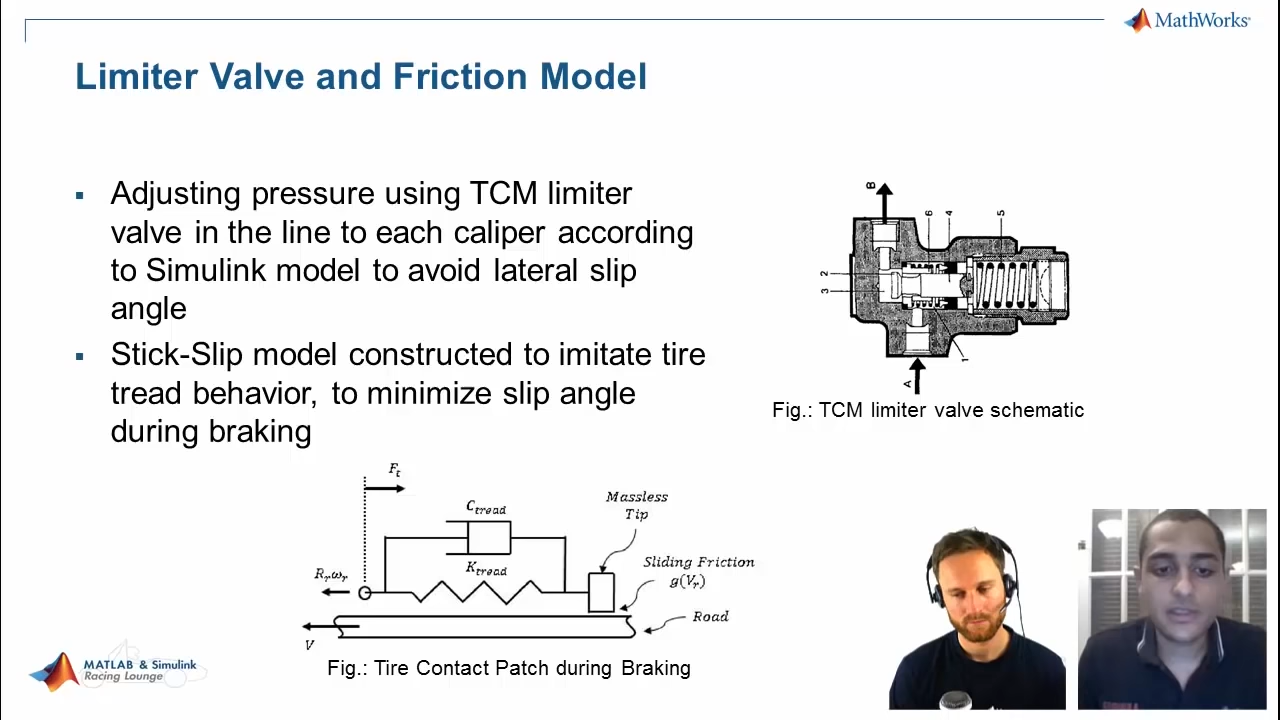 MathWorks®
Limiter Valve and Friction Model
Adjusting pressure using TCM limiter
valve in the line to each caliper according
to Simulink model to avoid lateral slip
angle
Stick-Slip model constructed to imitate tire
tread behavior, to minimize slip angle
during braking
B
6
4
5
2
3
1
A
Fig.: TCM limiter valve schematic
Fₜ
Massless
Tip
C_tread
Sliding Friction
g(Vᵣ)
K_tread
Rᵣωᵣ
Road
V
Fig.: Tire Contact Patch during Braking
MATLAB & Simulink
Racing Lounge